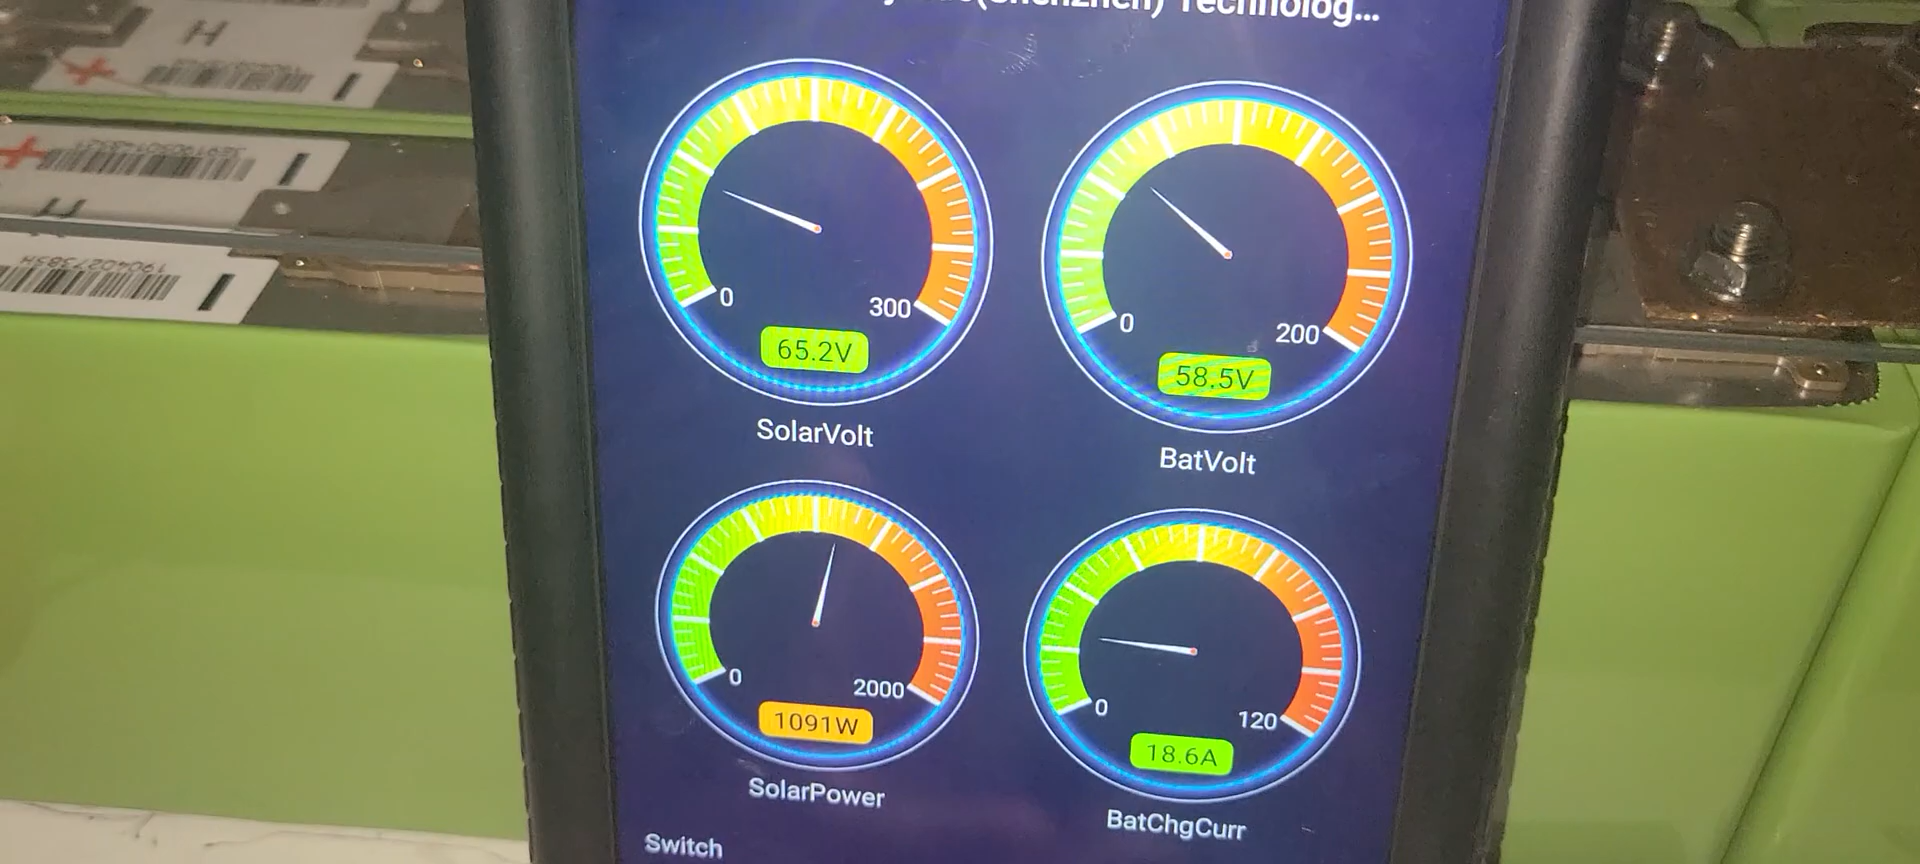 (Shenzhen) Technolog...
0
300
65.2V
SolarVolt
0
200
58.5V
BatVolt
0
2000
1091W
SolarPower
0
120
18.6A
BatChgCurr
Switch
H